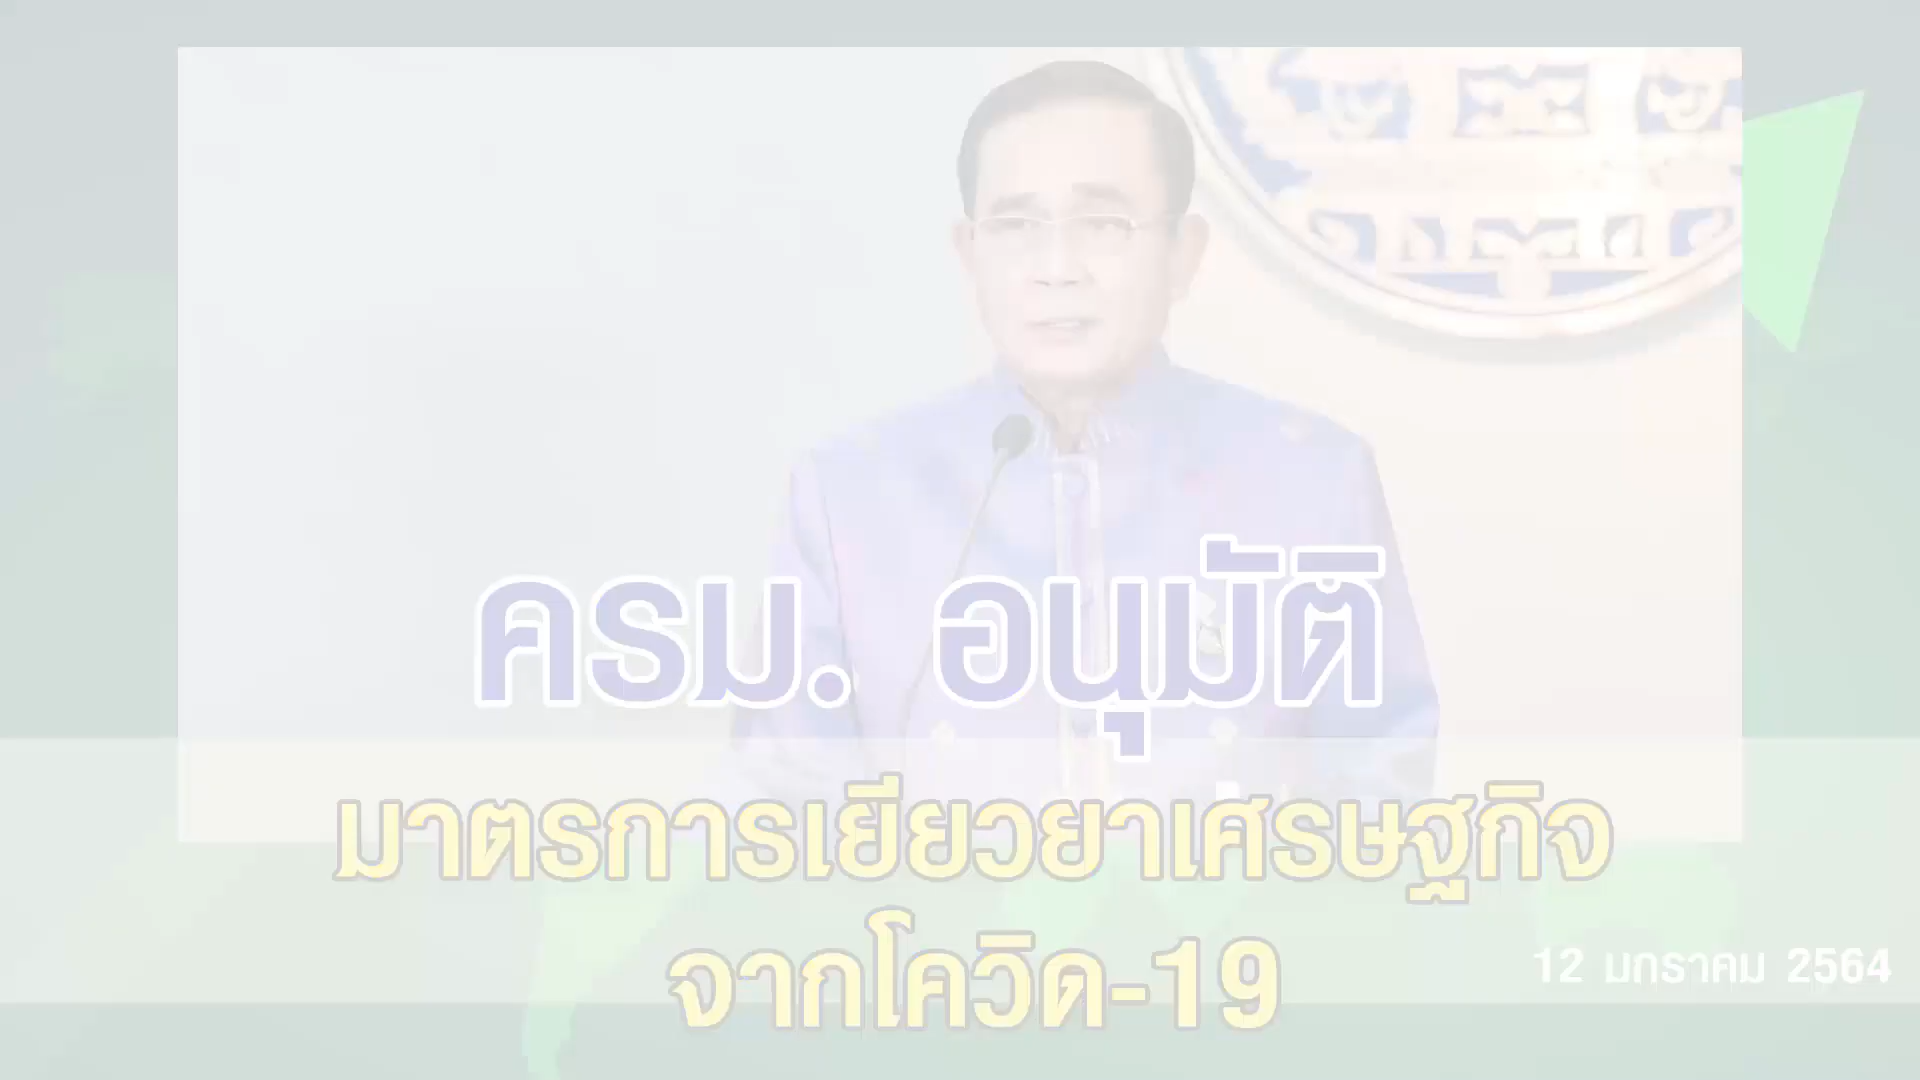 ครม. อนุมัติ
มาตรการเยียวยาเศรษฐกิจ
จากโควิด-19
12 มกราคม 2564